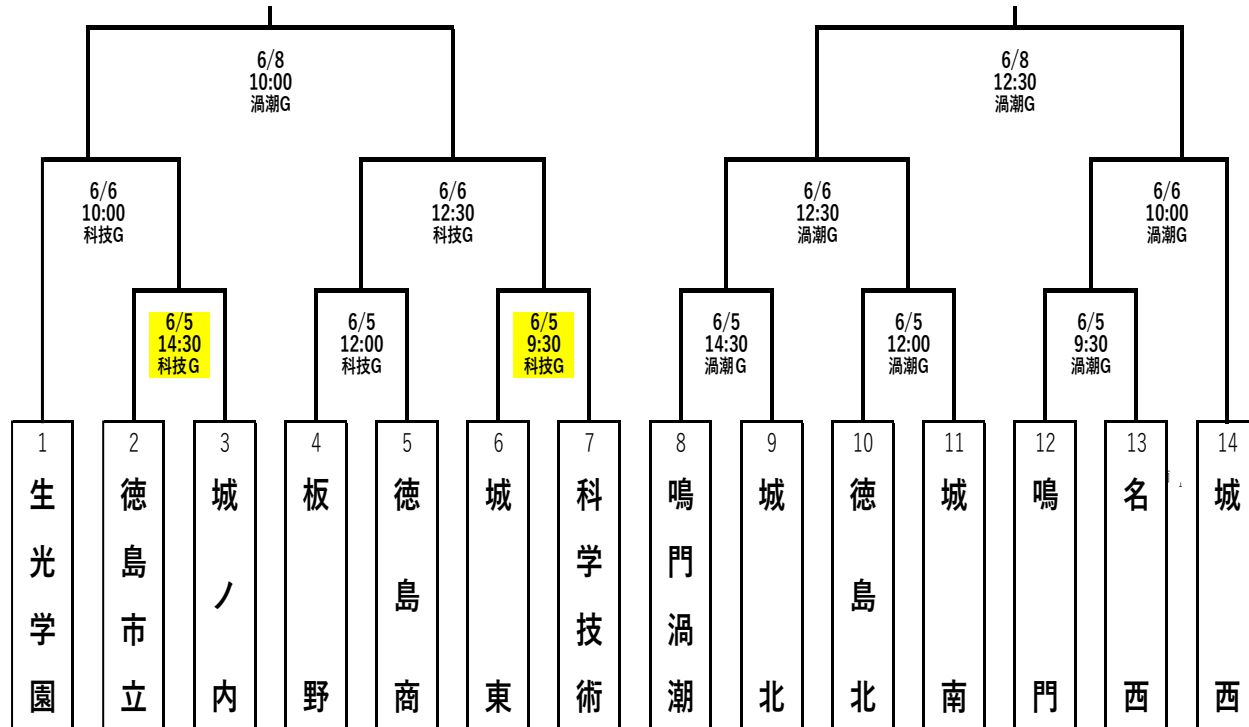 6/8
10:00
渦潮G
6/8
12:30
渦潮G
6/6
10:00
科技G
6/6
12:30
科技G
6/6
12:30
渦潮G
6/6
10:00
渦潮G
6/5
14:30
科技G
6/5
12:00
科技G
6/5
9:30
科技G
6/5
14:30
渦潮G
6/5
12:00
渦潮G
6/5
9:30
渦潮G
1
生光学園
2
徳島市立
3
城ノ内
4
板野
5
徳島商
6
城東
7
科学技術
8
鳴門渦潮
9
城北
10
徳島北
11
城南
12
鳴門
13
名西
14
城西